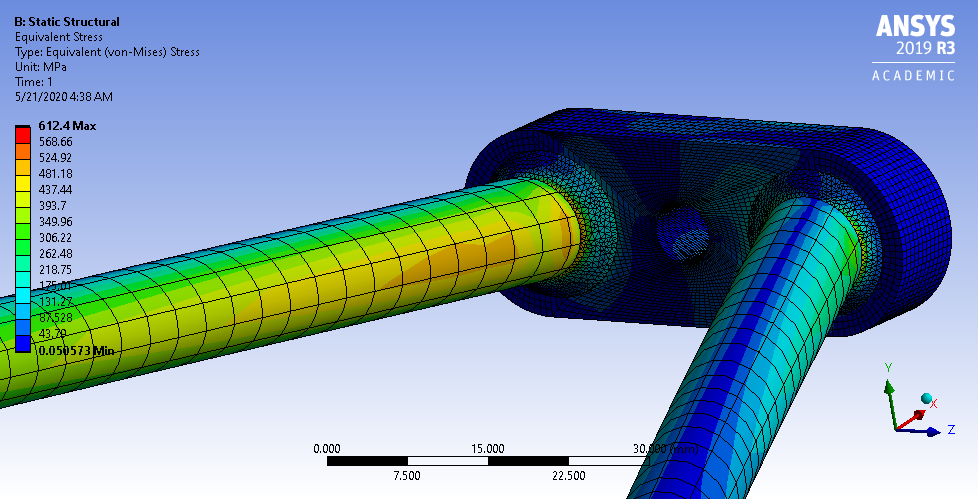 B: Static Structural
Equivalent Stress
Type: Equivalent (von-Mises) Stress
Unit: MPa
Time: 1
5/21/2020 4:38 AM
ANSYS
2019 R3
ACADEMIC
612.4 Max
568.66
524.92
481.18
437.44
393.7
349.96
306.22
262.48
218.75
175.01
131.27
87.528
43.79
0.050573 Min
0.000
15.000
7.500
22.500
Y
X
Z